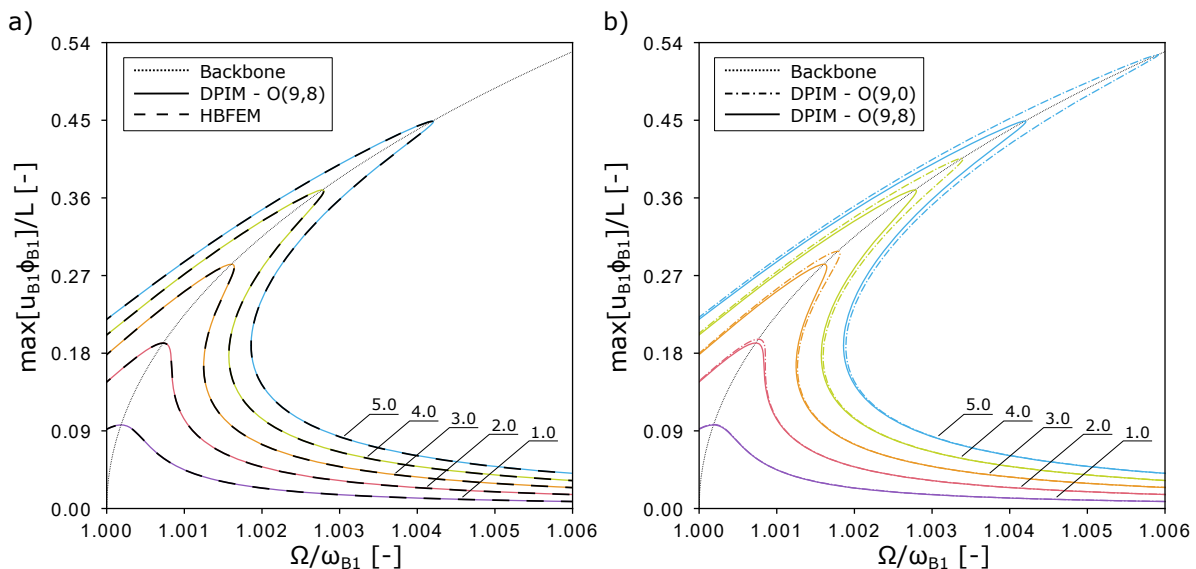 a)
max[u_B1ϕ_B1]/L [-]
0.54
0.45
0.36
0.27
0.18
0.09
0.00
Backbone
DPIM - O(9,8)
HBFEM
5.0
4.0
3.0
2.0
1.0
1.000 1.001 1.002 1.003 1.004 1.005 1.006
Ω/ω_B1 [-]
b)
max[u_B1ϕ_B1]/L [-]
0.54
0.45
0.36
0.27
0.18
0.09
0.00
Backbone
DPIM - O(9,0)
DPIM - O(9,8)
5.0
4.0
3.0
2.0
1.0
1.000 1.001 1.002 1.003 1.004 1.005 1.006
Ω/ω_B1 [-]